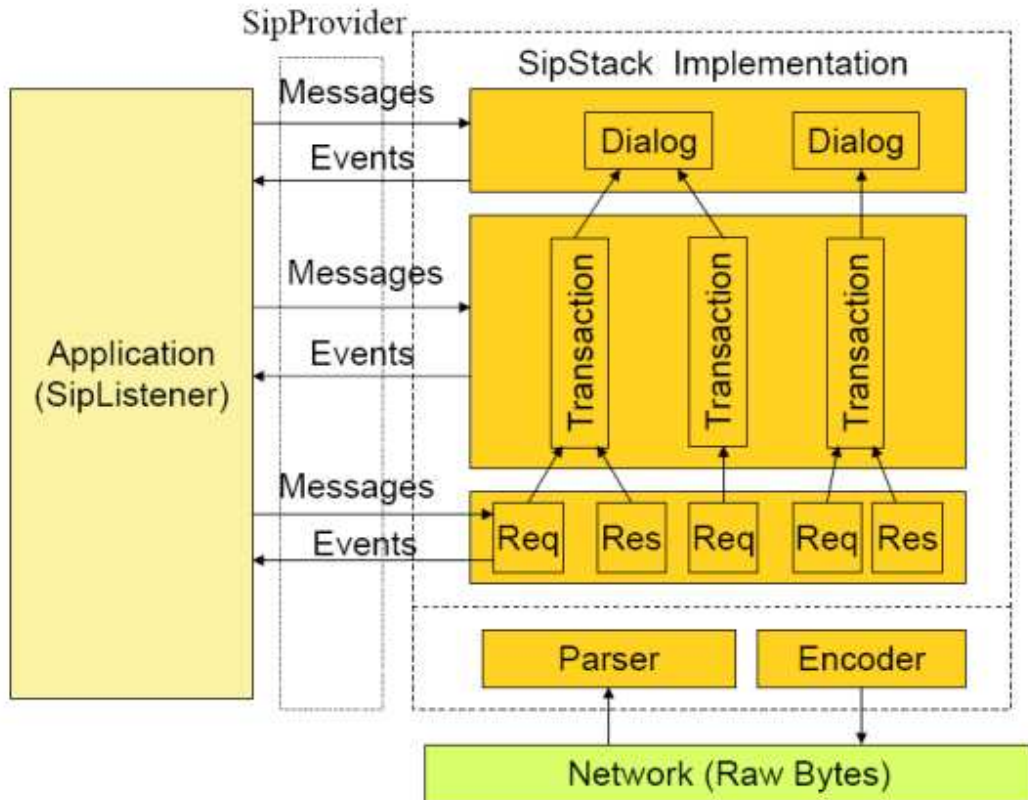 SipProvider
SipStack Implementation
Messages
Events
Dialog
Dialog
Messages
Events
Transaction
Transaction
Transaction
Application
(SipListener)
Messages
Events
Req
Res
Req
Req
Res
Parser
Encoder
Network (Raw Bytes)